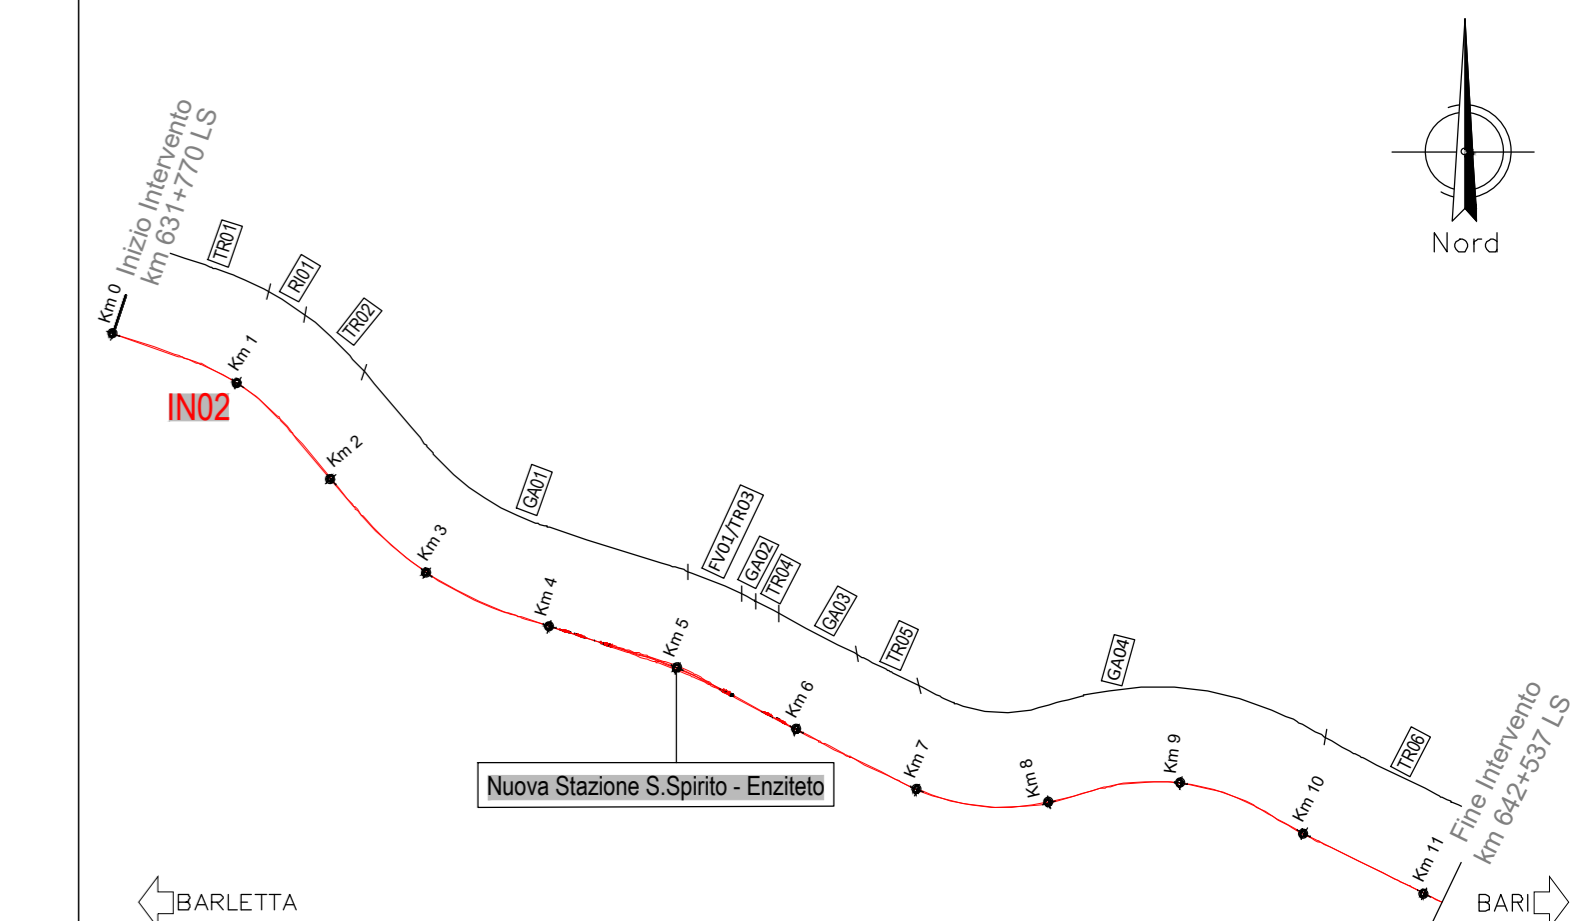 Inizio Intervento
km 631+770 LS
Nord
TR01
RI01
TR02
GA01
FV01/TR03
GA02
TR04
GA03
TR05
GA04
TR06
Km 0
Km 1
IN02
Km 2
Km 3
Km 4
Km 5
Km 6
Km 7
Km 8
Km 9
Km 10
Km 11
Nuova Stazione S.Spirito - Enziteto
Fine Intervento
km 642+537 LS
BARLETTA
BARI